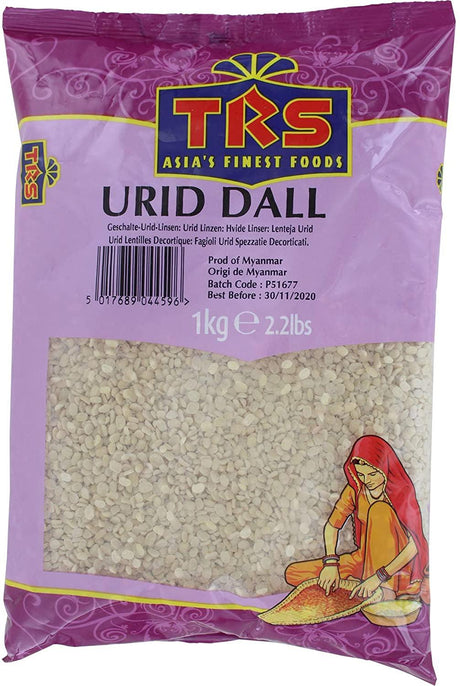 TRS
ASIA'S FINEST FOODS
TRS
URID DALL
Geschalte-Urid-Linsen: Urid Linzen: Hvide Linser: Lenteja Urid
Urid Lentilles Decortique: Fagioli Urid Spezzatie Decorticati.
Prod of Myanmar
Origi de Myanmar
Batch Code : P51677
Best Before : 30/11/2020
5 017689 044596 >
1kg ℮ 2.2lbs